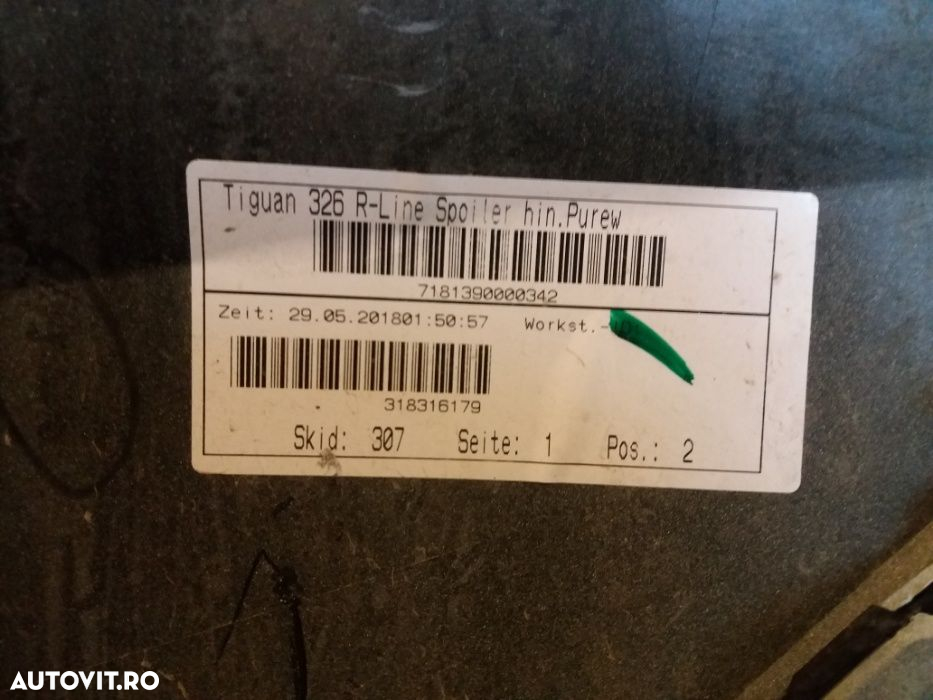 Tiguan 326 R-Line Spoiler hin.Purew
7181390000342
Zeit: 29.05.201801:50:57 Workst.-ID:
318316179
Skid: 307 Seite: 1 Pos.: 2
AUTOVIT.RO